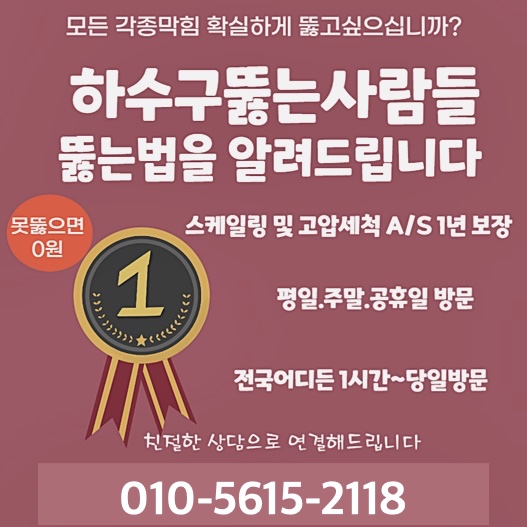 모든 각종막힘 확실하게 뚫고싶으십니까?
하수구뚫는사람들
뚫는법을 알려드립니다
못뚫으면
0원
스케일링 및 고압세척 A/S 1년 보장
1
평일.주말.공휴일 방문
전국어디든 1시간~당일방문
친절한 상담으로 연결해드립니다
010-5615-2118